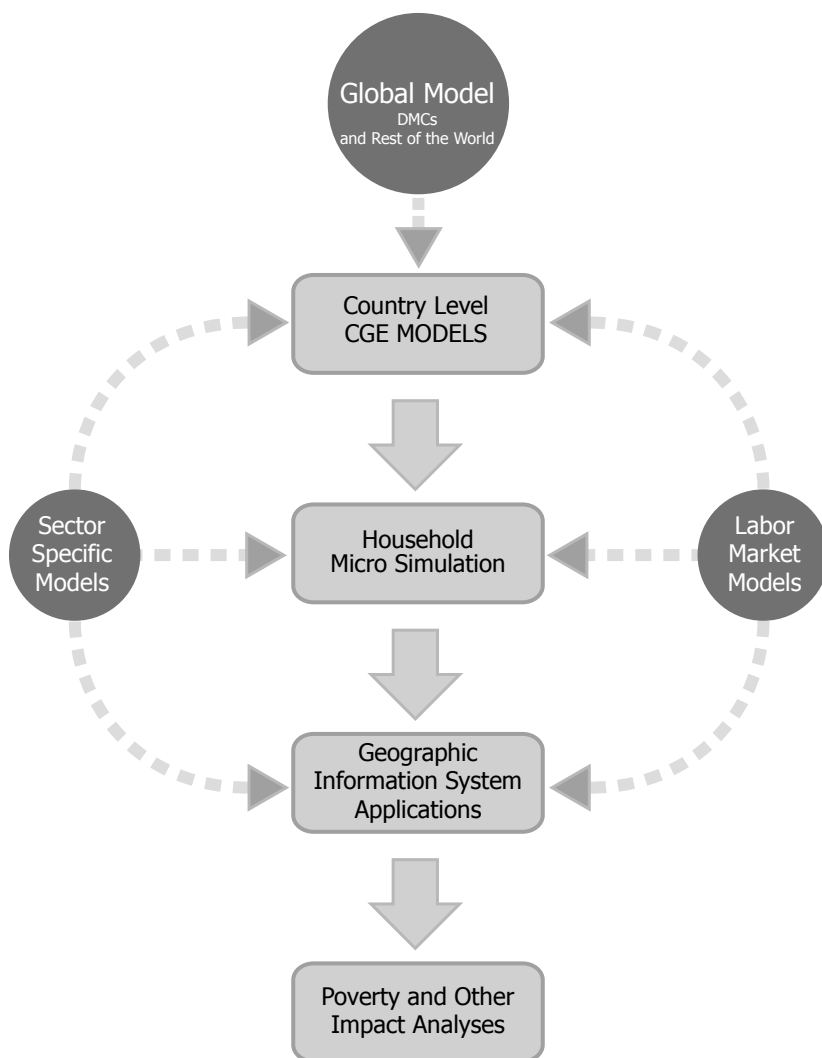 Global Model
DMCs
and Rest of the World
Country Level
CGE MODELS
Sector
Specific
Models
Household
Micro Simulation
Labor
Market
Models
Geographic
Information System
Applications
Poverty and Other
Impact Analyses